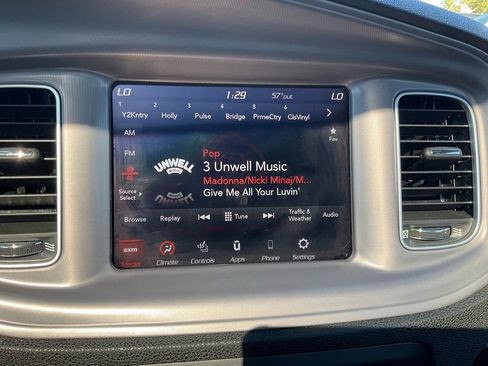 LO 1:29 57°out. LO
1 2 3 4 5 6
Y2Kntry Holly Pulse Bridge PrmeCtry ClsVinyl
AM
FM
Fav
Pop
UNWELL
3 Unwell Music
Madonna/Nicki Minaj/M...
Give Me All Your Luvin'
Source
Select
Browse Replay Tune Traffic & Weather Audio
sxm
Media Climate Controls Apps Phone Settings